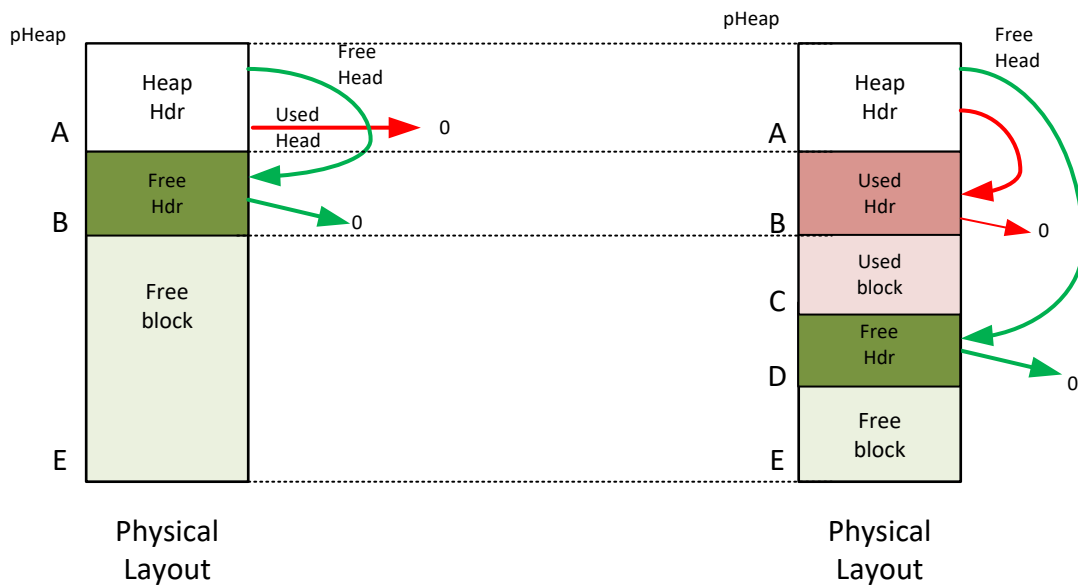 pHeap
Heap
Hdr
Free
Head
Used
Head
0
A
Free
Hdr
0
B
Free
block
E
Physical
Layout
pHeap
Heap
Hdr
Free
Head
A
Used
Hdr
0
B
Used
block
C
Free
Hdr
0
D
Free
block
E
Physical
Layout